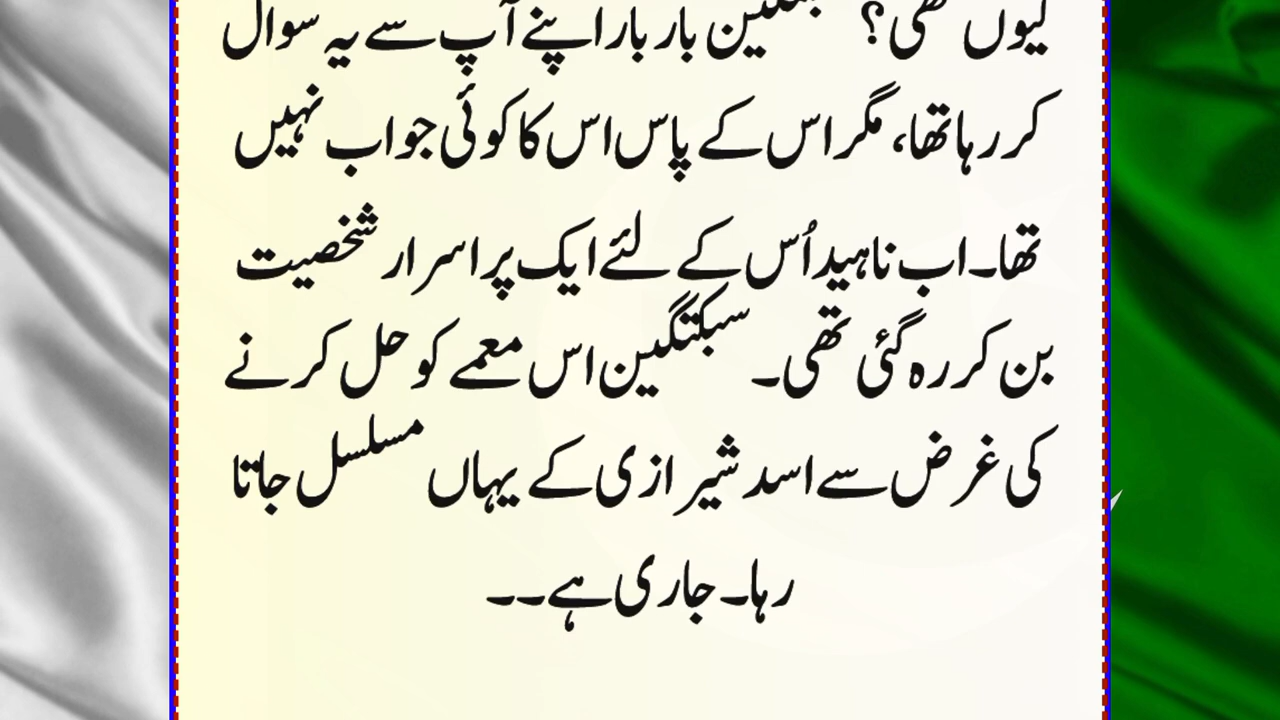 کیوں تھی؟ سبکتگین بار بار اپنے آپ سے یہ سوال
کر رہا تھا، مگر اس کے پاس اس کا کوئی جواب نہیں
تھا۔ اب ناہید اُس کے لئے ایک پراسرار شخصیت
بن کر رہ گئی تھی۔ سبکتگین اس معمے کو حل کرنے
کی غرض سے اسد شیرازی کے یہاں مسلسل جاتا
رہا۔ جاری ہے۔۔